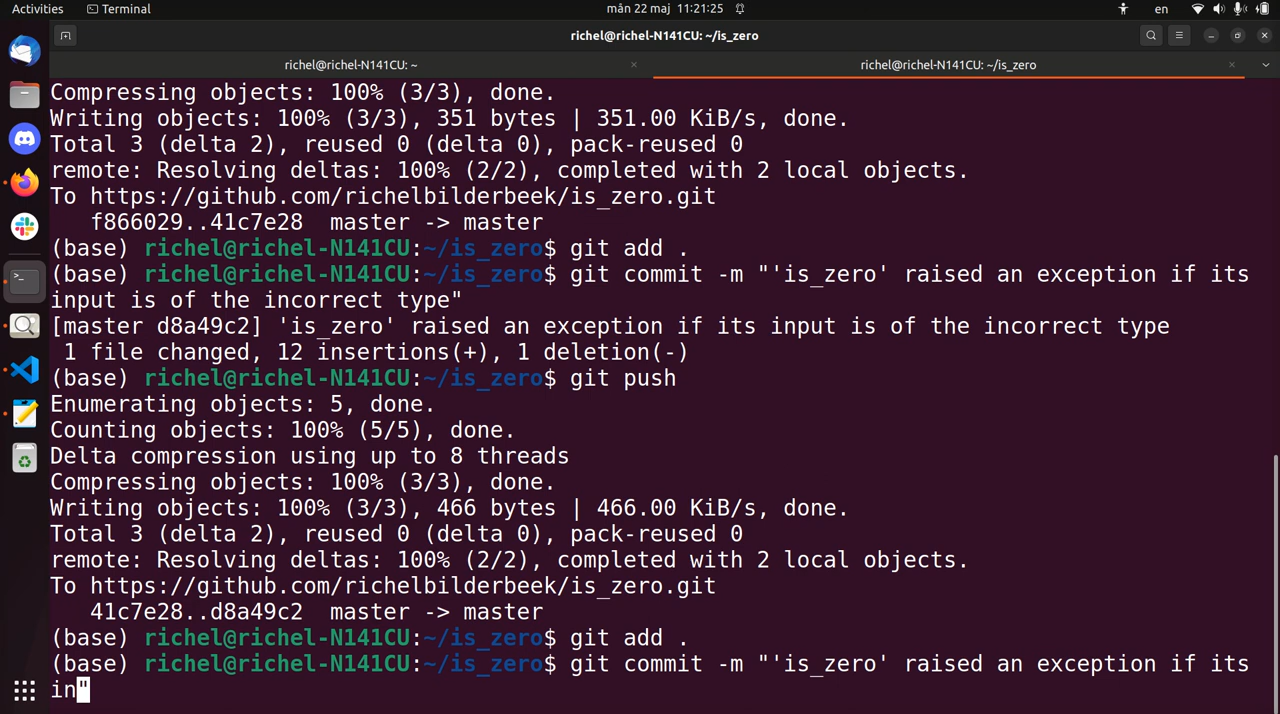 Activities
Terminal
mån 22 maj 11:21:25
en
richel@richel-N141CU: ~/is_zero
richel@richel-N141CU: ~
richel@richel-N141CU: ~/is_zero
Compressing objects: 100% (3/3), done.
Writing objects: 100% (3/3), 351 bytes | 351.00 KiB/s, done.
Total 3 (delta 2), reused 0 (delta 0), pack-reused 0
remote: Resolving deltas: 100% (2/2), completed with 2 local objects.
To https://github.com/richelbilderbeek/is_zero.git
   f866029..41c7e28  master -> master
(base) richel@richel-N141CU:~/is_zero$ git add .
(base) richel@richel-N141CU:~/is_zero$ git commit -m "'is_zero' raised an exception if its
input is of the incorrect type"
[master d8a49c2] 'is_zero' raised an exception if its input is of the incorrect type
 1 file changed, 12 insertions(+), 1 deletion(-)
(base) richel@richel-N141CU:~/is_zero$ git push
Enumerating objects: 5, done.
Counting objects: 100% (5/5), done.
Delta compression using up to 8 threads
Compressing objects: 100% (3/3), done.
Writing objects: 100% (3/3), 466 bytes | 466.00 KiB/s, done.
Total 3 (delta 2), reused 0 (delta 0), pack-reused 0
remote: Resolving deltas: 100% (2/2), completed with 2 local objects.
To https://github.com/richelbilderbeek/is_zero.git
   41c7e28..d8a49c2  master -> master
(base) richel@richel-N141CU:~/is_zero$ git add .
(base) richel@richel-N141CU:~/is_zero$ git commit -m "'is_zero' raised an exception if its
in"